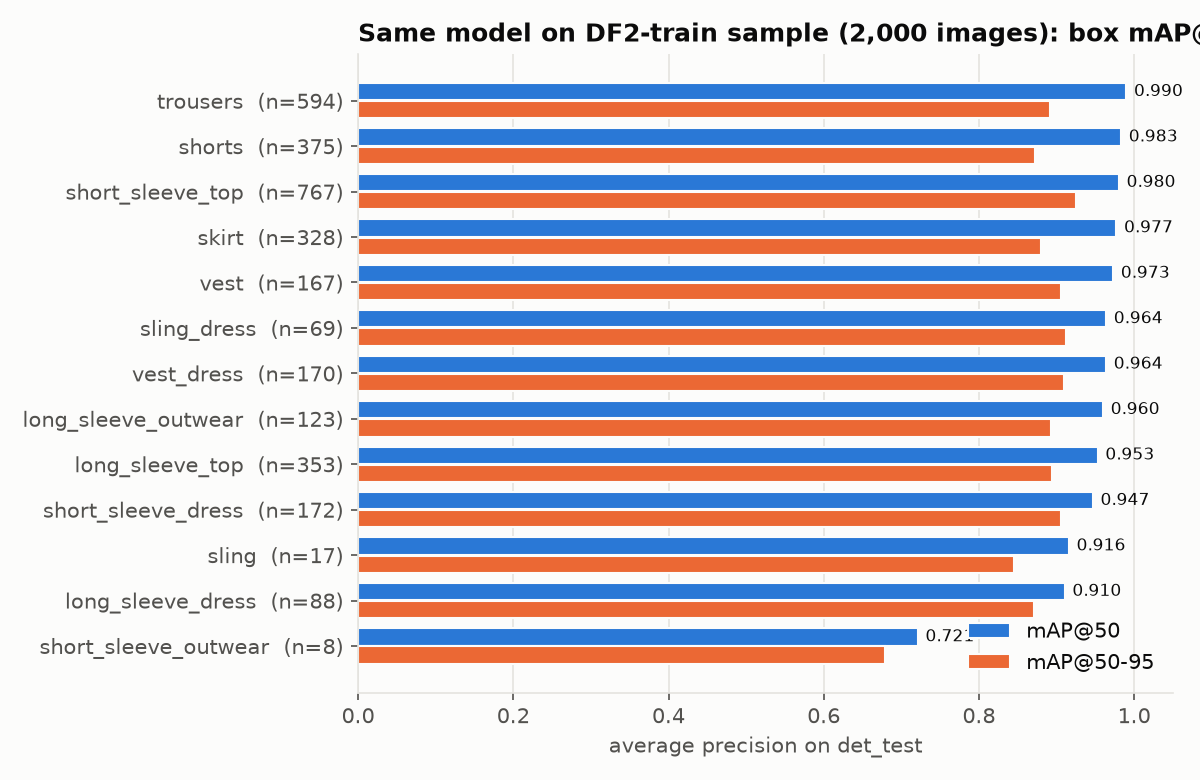 Same model on DF2-train sample (2,000 images): box mAP@
trousers (n=594)
0.990
shorts (n=375)
0.983
short_sleeve_top (n=767)
0.980
skirt (n=328)
0.977
vest (n=167)
0.973
sling_dress (n=69)
0.964
vest_dress (n=170)
0.964
long_sleeve_outwear (n=123)
0.960
long_sleeve_top (n=353)
0.953
short_sleeve_dress (n=172)
0.947
sling (n=17)
0.916
long_sleeve_dress (n=88)
0.910
short_sleeve_outwear (n=8)
0.721
mAP@50
mAP@50-95
0.0 0.2 0.4 0.6 0.8 1.0
average precision on det_test